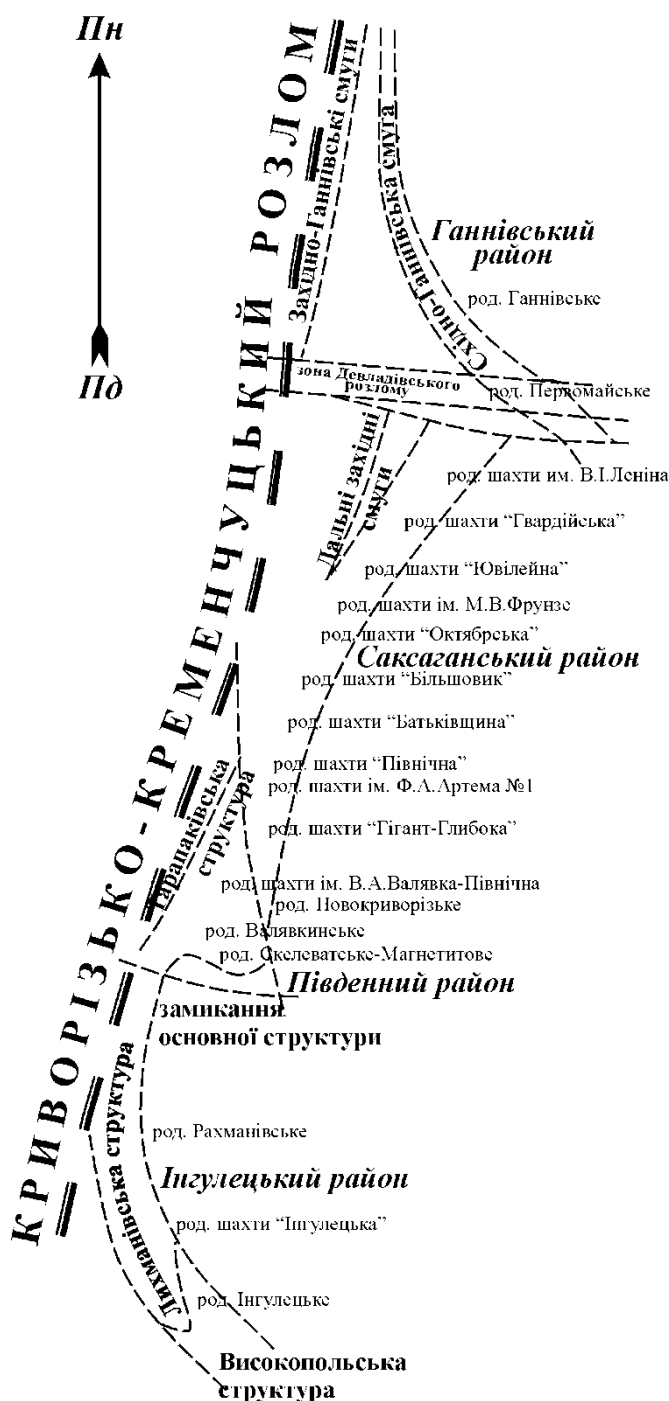 Пн
Пд
КРИВОРІЗЬКО-КРЕМЕНЧУЦЬКИЙ РОЗЛОМ
Західно-Ганнівські смуги
Східно-Ганнівська смуга
Ганнівський
район
род. Ганнівське
зона Девладівського
розлому
род. Первомайське
Дальні західні
смуги
род. шахти им. В.І.Леніна
род. шахти “Гвардійська”
род. шахти “Ювілейна”
род. шахти ім. М.В.Фрунзе
род. шахти “Октябрська”
Саксаганський район
род. шахти “Більшовик”
род. шахти “Батьківщина”
род. шахти “Північна”
род. шахти ім. Ф.А.Артема №1
Тарапаківська
структура
род. шахти “Гігант-Глибока”
род. шахти ім. В.А.Валявка-Північна
род. Новокриворізьке
род. Валявкинське
род. Скелеватське-Магнетитове
Південний район
замикання
основної структури
Лихманівська структура
род. Рахманівське
Інгулецький район
род. шахти “Інгулецька”
род. Інгулецьке
Високопольська
структура